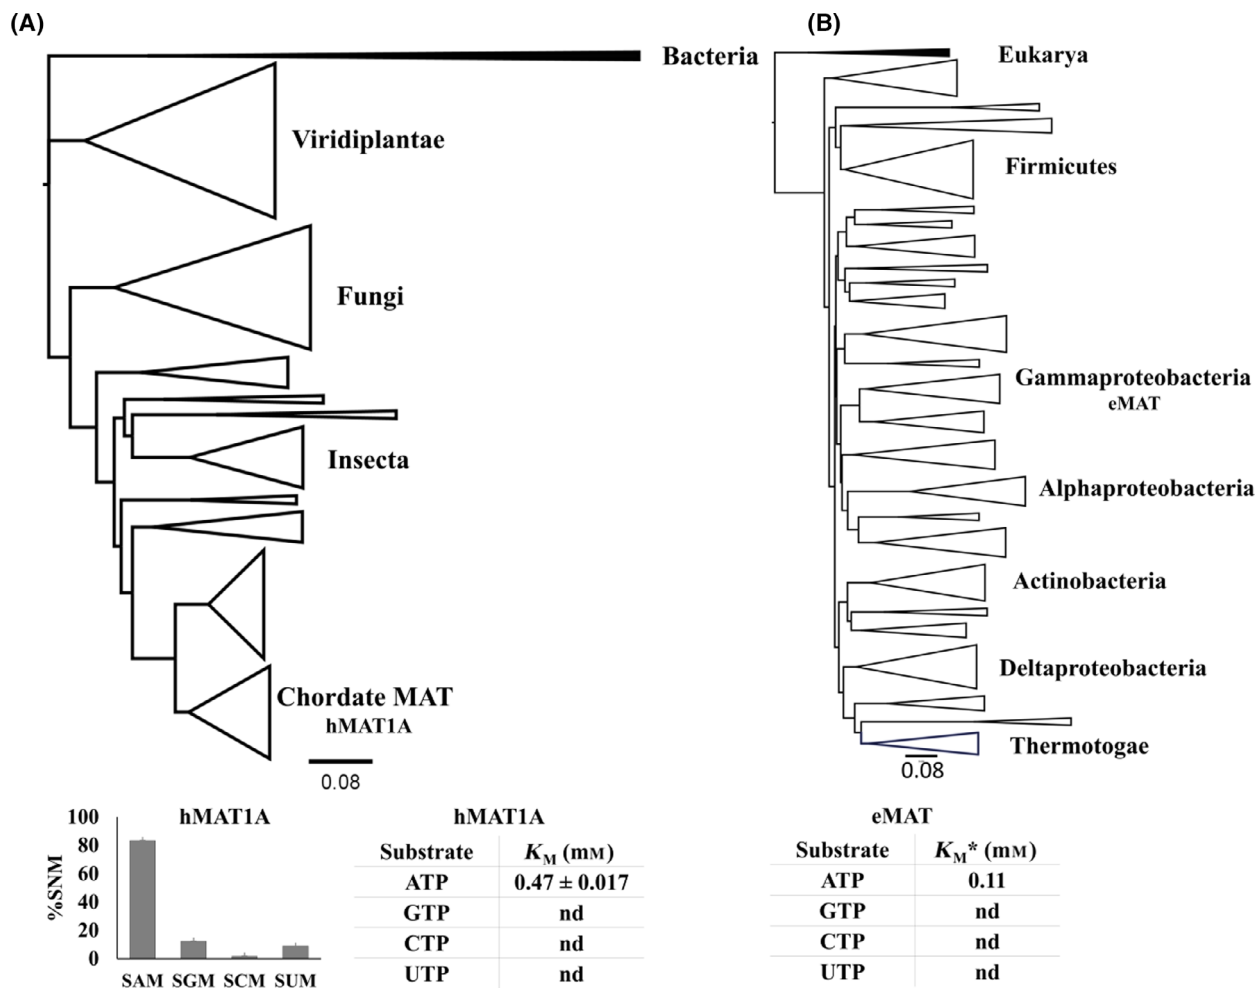 (A)
Bacteria
Viridiplantae
Fungi
Insecta
Chordate MAT
hMAT1A
0.08
(B)
Eukarya
Firmicutes
Gammaproteobacteria
eMAT
Alphaproteobacteria
Actinobacteria
Deltaproteobacteria
Thermotogae
0.08
hMAT1A
%SNM
100
80
60
40
20
0
SAM SGM SCM SUM
hMAT1A
Substrate KM (mM)
ATP 0.47 ± 0.017
GTP nd
CTP nd
UTP nd
eMAT
Substrate KM* (mM)
ATP 0.11
GTP nd
CTP nd
UTP nd